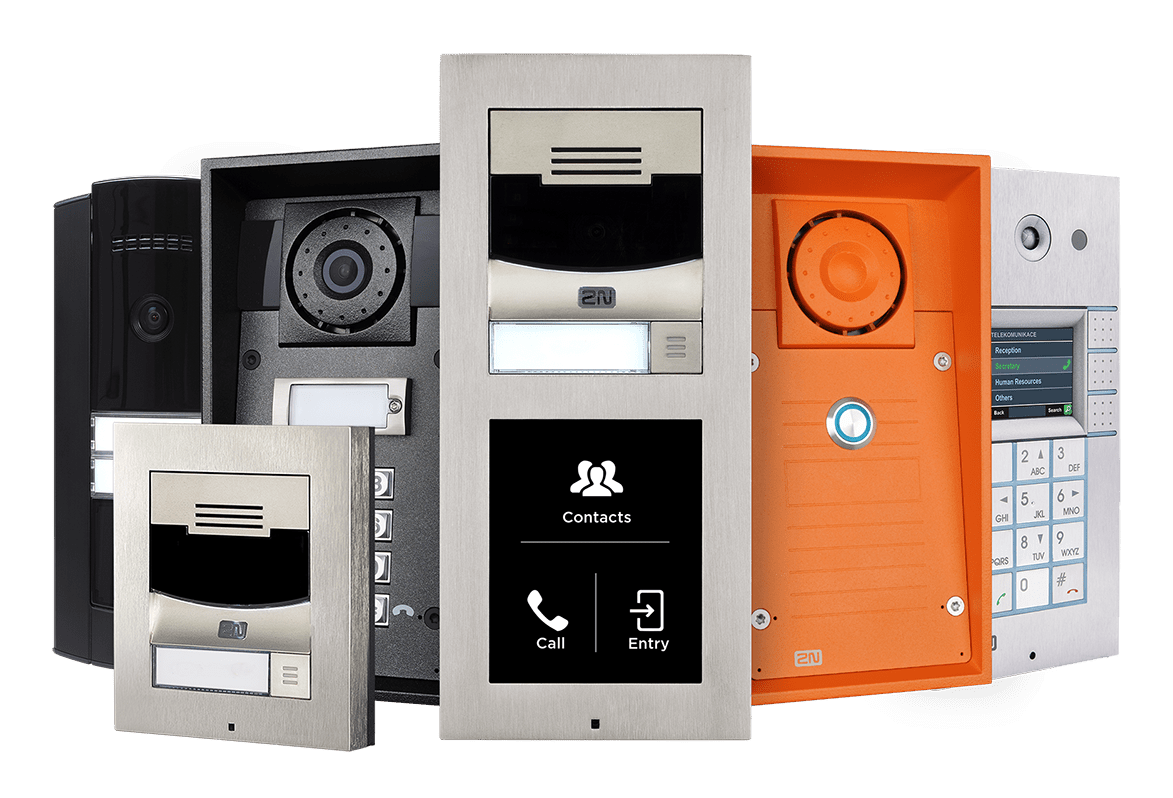 2N
Contacts
Call
Entry
2N
2N
TELEKOMUNIKACE
Reception
Secretary
Human Resources
Others
Back
Search
2
ABC
3
DEF
GHI
5
JKL
6
MNO
PQRS
8
TUV
9
WXYZ
0
#